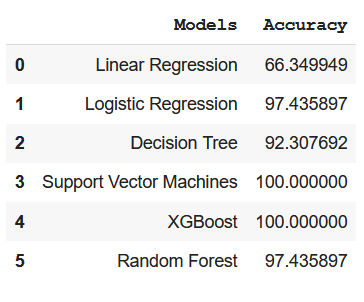 Models Accuracy
0 Linear Regression 66.349949
1 Logistic Regression 97.435897
2 Decision Tree 92.307692
3 Support Vector Machines 100.000000
4 XGBoost 100.000000
5 Random Forest 97.435897